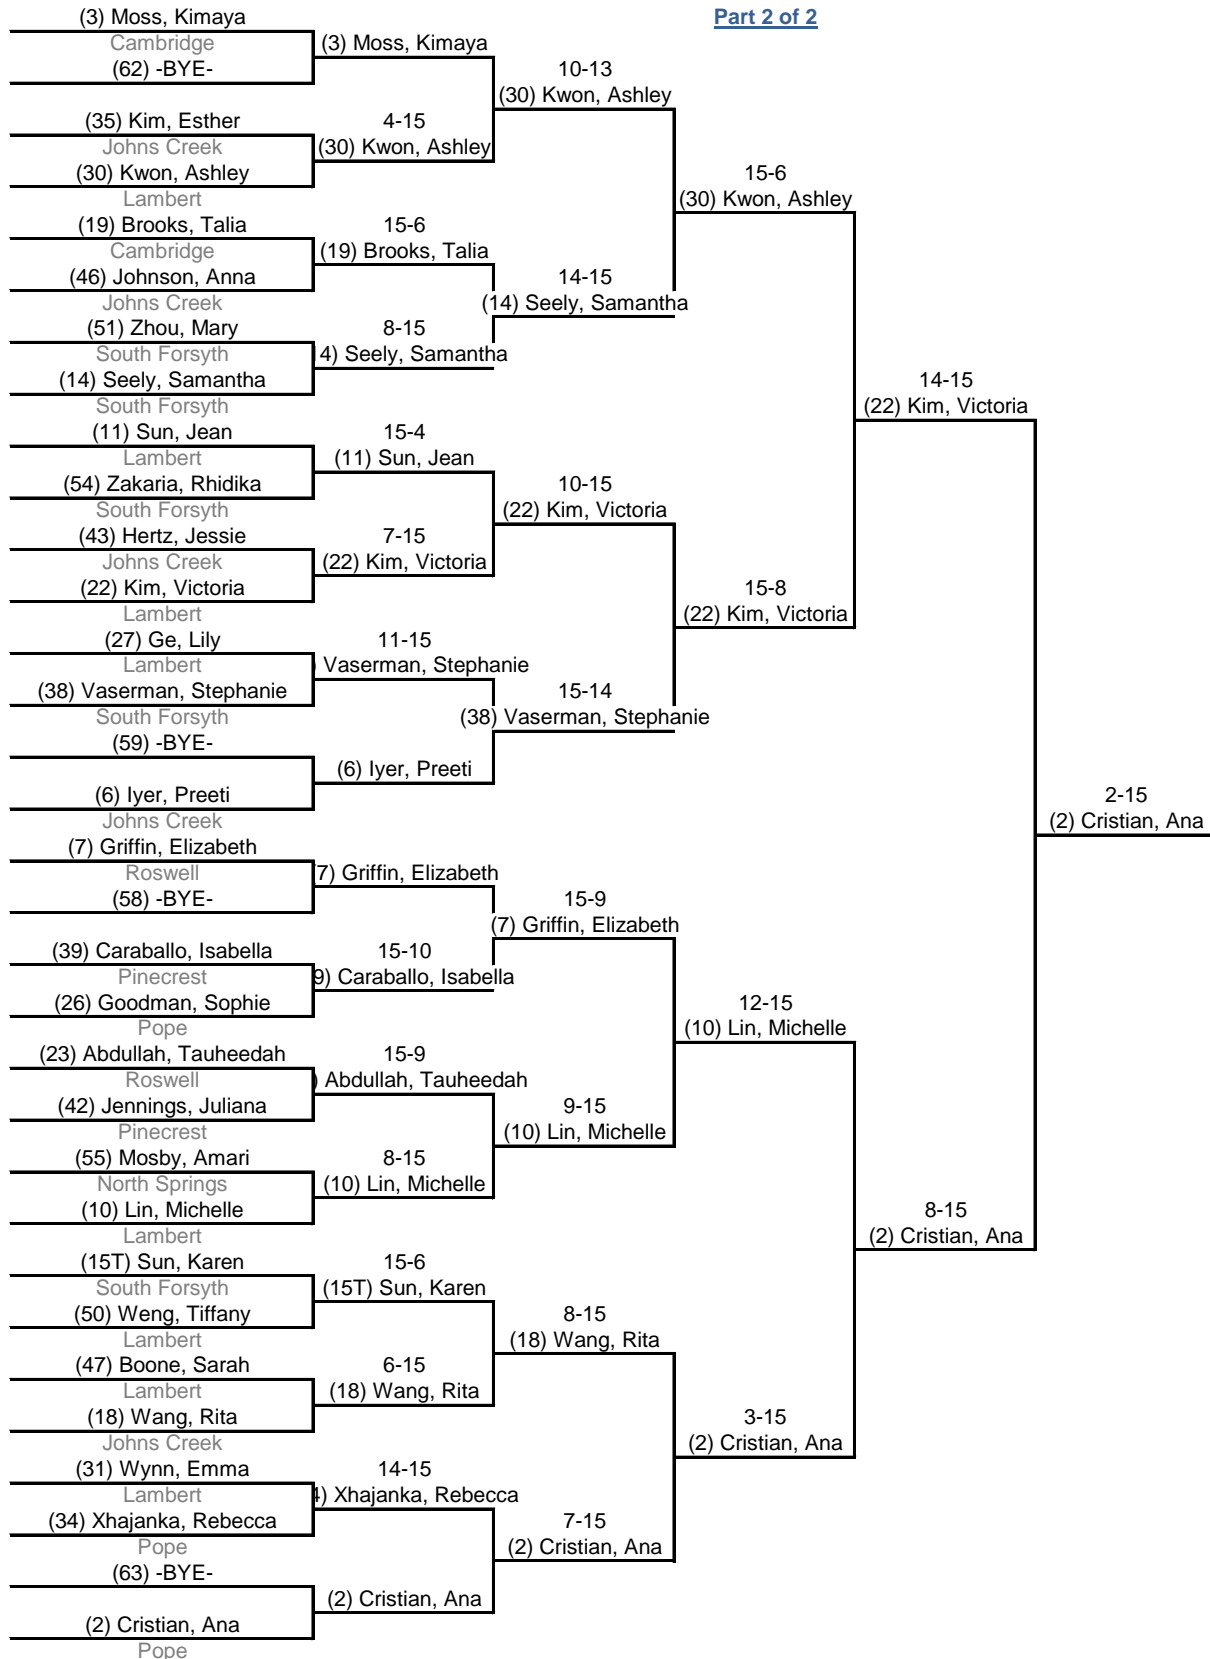 (3) Moss, Kimaya
Part 2 of 2
Cambridge
(3) Moss, Kimaya
(62) -BYE-
10-13
(30) Kwon, Ashley
(35) Kim, Esther
4-15
Johns Creek
(30) Kwon, Ashley
(30) Kwon, Ashley
15-6
Lambert
(30) Kwon, Ashley
(19) Brooks, Talia
15-6
Cambridge
(19) Brooks, Talia
(46) Johnson, Anna
14-15
Johns Creek
(14) Seely, Samantha
(51) Zhou, Mary
8-15
South Forsyth
4) Seely, Samantha
(14) Seely, Samantha
14-15
South Forsyth
(22) Kim, Victoria
(11) Sun, Jean
15-4
Lambert
(11) Sun, Jean
(54) Zakaria, Rhidika
10-15
South Forsyth
(22) Kim, Victoria
(43) Hertz, Jessie
7-15
Johns Creek
(22) Kim, Victoria
(22) Kim, Victoria
15-8
Lambert
(22) Kim, Victoria
(27) Ge, Lily
11-15
Lambert
) Vaserman, Stephanie
(38) Vaserman, Stephanie
15-14
South Forsyth
(38) Vaserman, Stephanie
(59) -BYE-
(6) Iyer, Preeti
(6) Iyer, Preeti
2-15
Johns Creek
(2) Cristian, Ana
(7) Griffin, Elizabeth
Roswell
7) Griffin, Elizabeth
(58) -BYE-
15-9
(7) Griffin, Elizabeth
(39) Caraballo, Isabella
15-10
Pinecrest
9) Caraballo, Isabella
(26) Goodman, Sophie
12-15
Pope
(10) Lin, Michelle
(23) Abdullah, Tauheedah
15-9
Roswell
) Abdullah, Tauheedah
(42) Jennings, Juliana
9-15
Pinecrest
(10) Lin, Michelle
(55) Mosby, Amari
8-15
North Springs
(10) Lin, Michelle
(10) Lin, Michelle
8-15
Lambert
(2) Cristian, Ana
(15T) Sun, Karen
15-6
South Forsyth
(15T) Sun, Karen
(50) Weng, Tiffany
8-15
Lambert
(18) Wang, Rita
(47) Boone, Sarah
6-15
Lambert
(18) Wang, Rita
(18) Wang, Rita
3-15
Johns Creek
(2) Cristian, Ana
(31) Wynn, Emma
14-15
Lambert
4) Xhajanka, Rebecca
(34) Xhajanka, Rebecca
7-15
Pope
(2) Cristian, Ana
(63) -BYE-
(2) Cristian, Ana
(2) Cristian, Ana
Pope